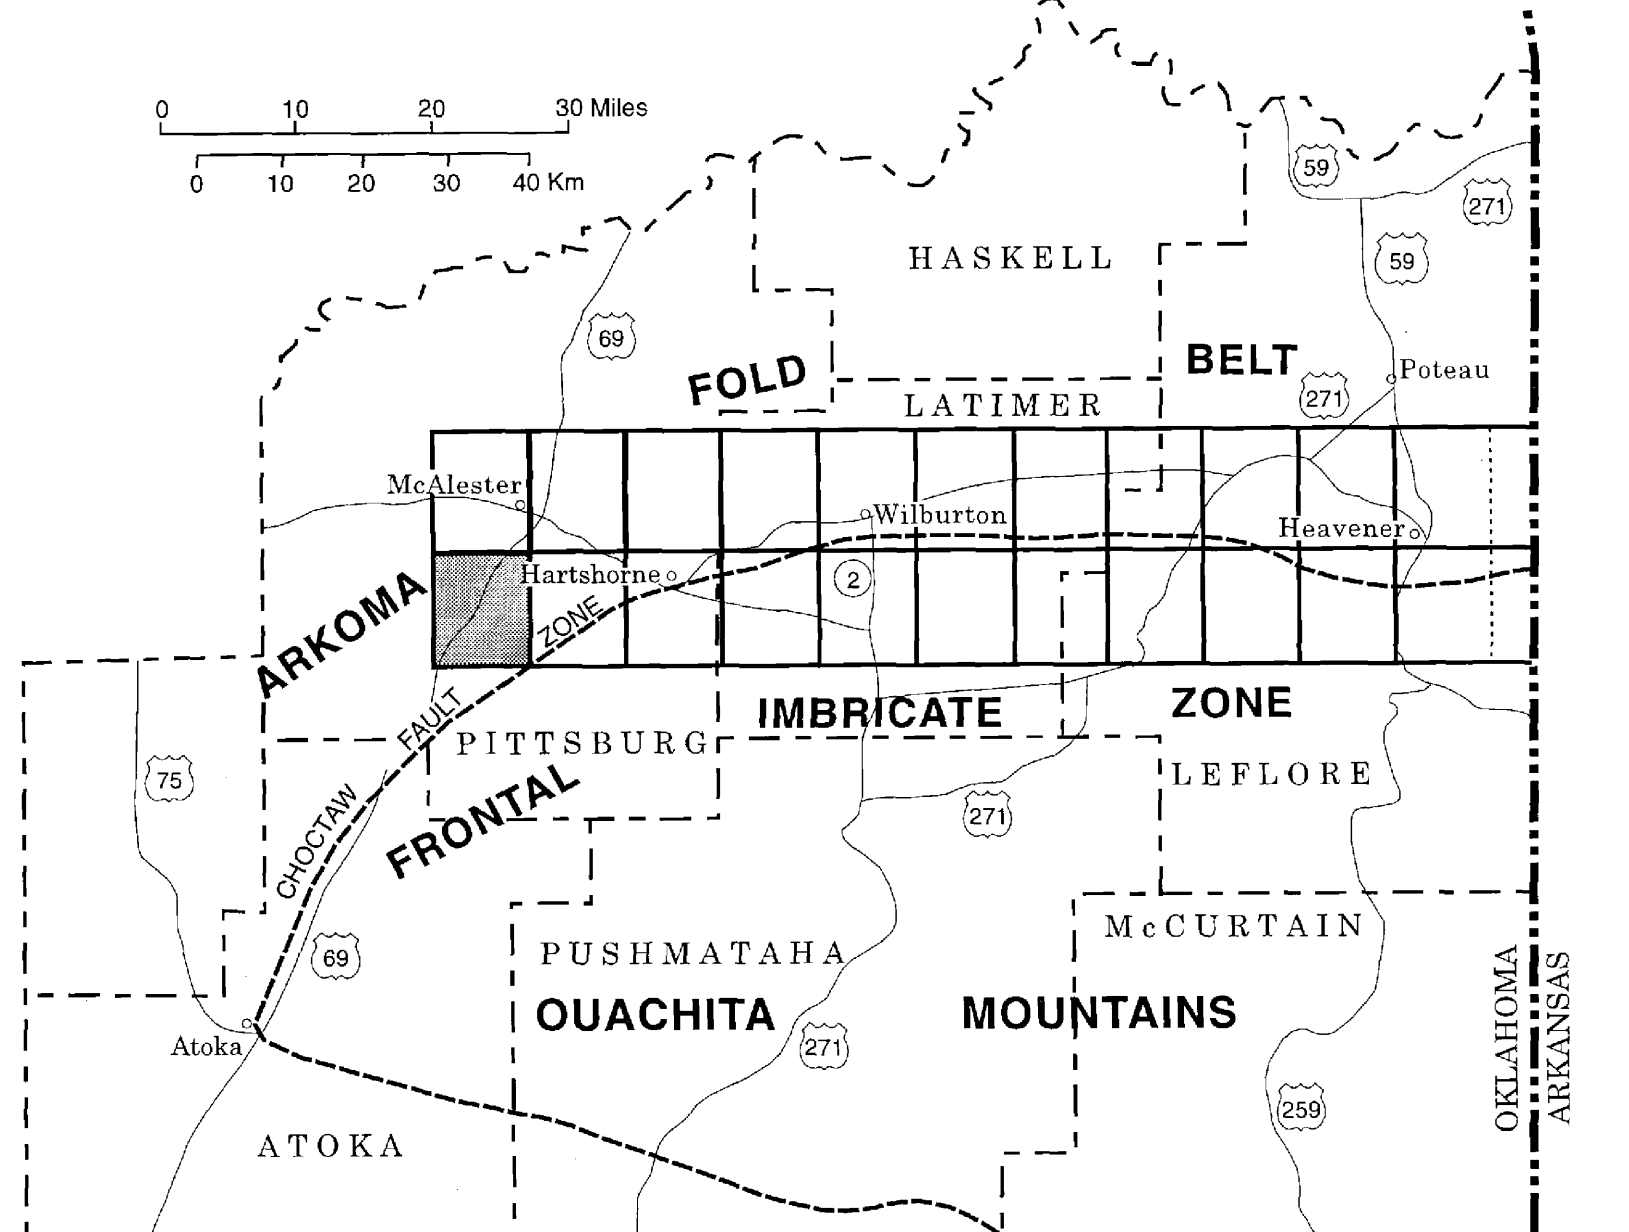 0 10 20 30 Miles
0 10 20 30 40 Km
59
271
HASKELL
59
69
FOLD
BELT
Poteau
271
LATIMER
McAlester
Wilburton
Heavener
Hartshorne
2
ARKOMA
ZONE
FAULT
CHOCTAW
IMBRICATE
ZONE
PITTSBURG
75
LEFLORE
FRONTAL
271
McCURTAIN
PUSHMATAHA
69
OUACHITA
MOUNTAINS
Atoka
271
OKLAHOMA
ARKANSAS
259
ATOKA